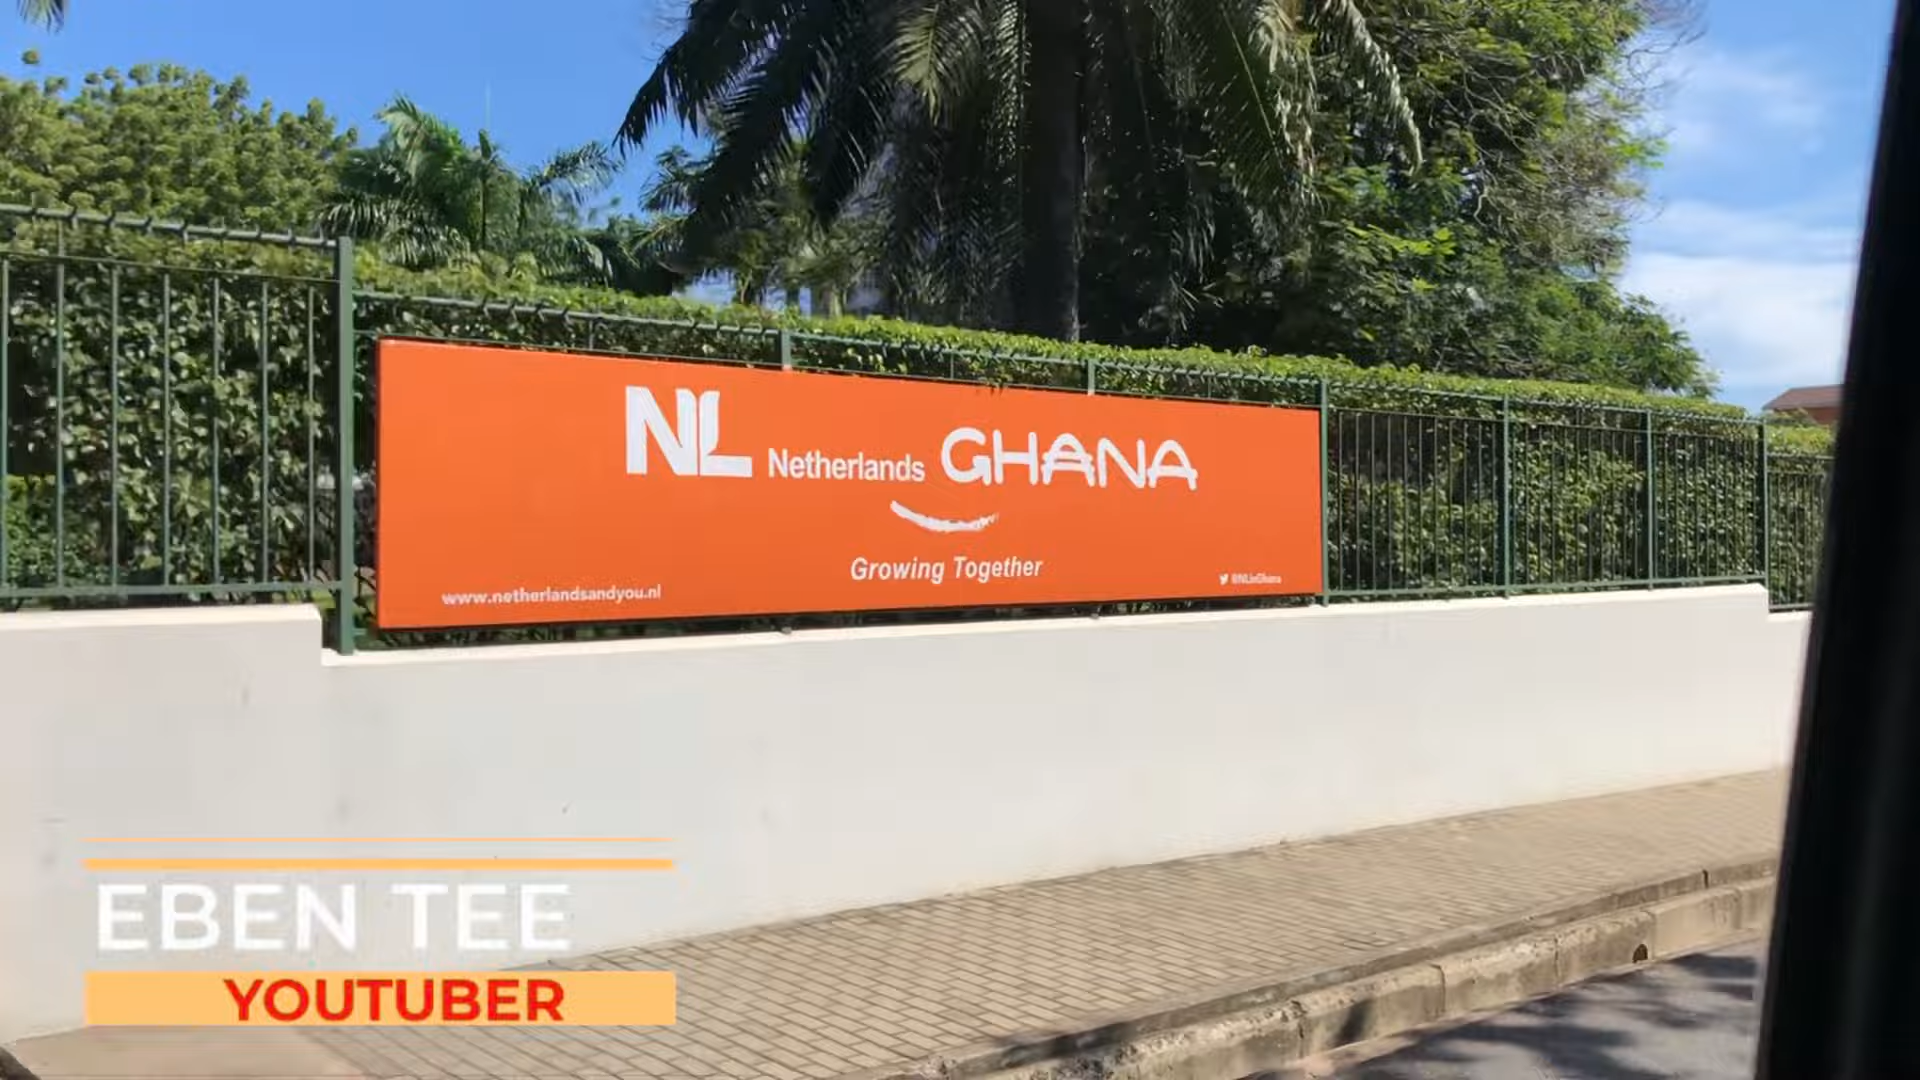 NL Netherlands GHANA
Growing Together
www.netherlandsandyou.nl
@NLinGhana
EBEN TEE
YOUTUBER